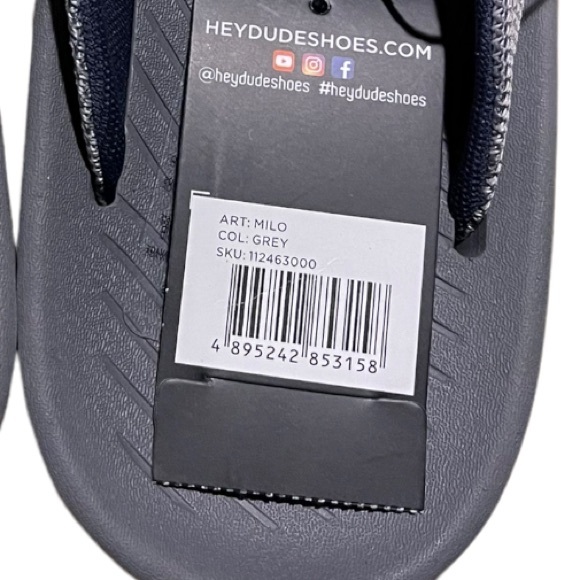 HEYDUDESHOES.COM
@heydudeshoes #heydudeshoes
ART: MILO
COL: GREY
SKU: 112463000
4 895242 853158